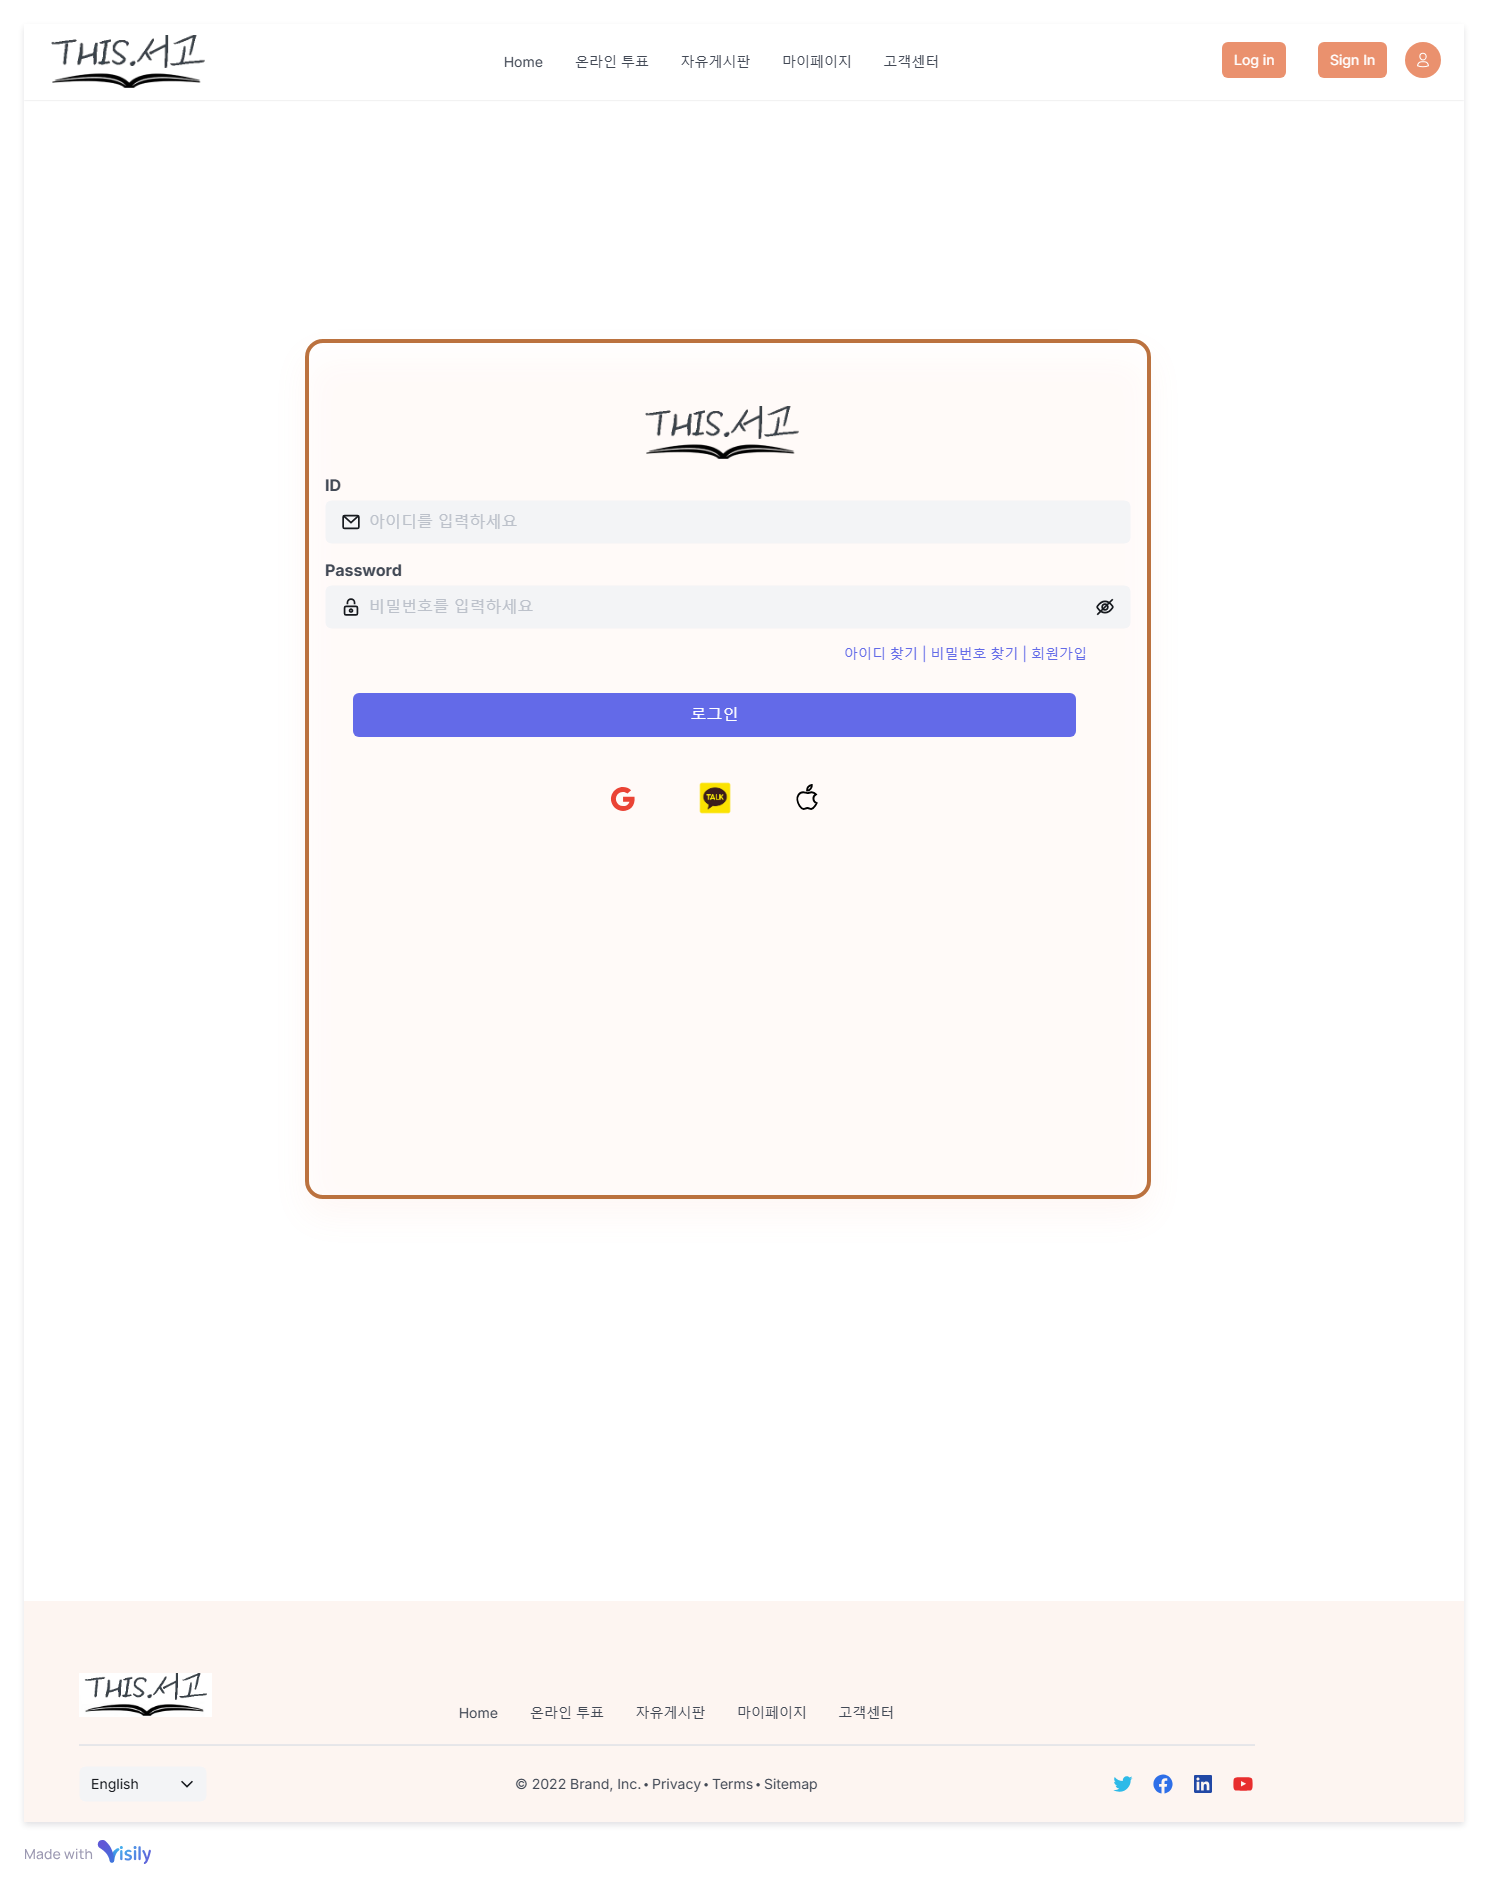 THIS.서고
Home 온라인 투표 자유게시판 마이페이지 고객센터
Log in Sign In
THIS.서고
ID
아이디를 입력하세요
Password
비밀번호를 입력하세요
아이디 찾기 | 비밀번호 찾기 | 회원가입
로그인
TALK
THIS.서고
Home 온라인 투표 자유게시판 마이페이지 고객센터
English
© 2022 Brand, Inc. • Privacy • Terms • Sitemap
in
Made with Visily